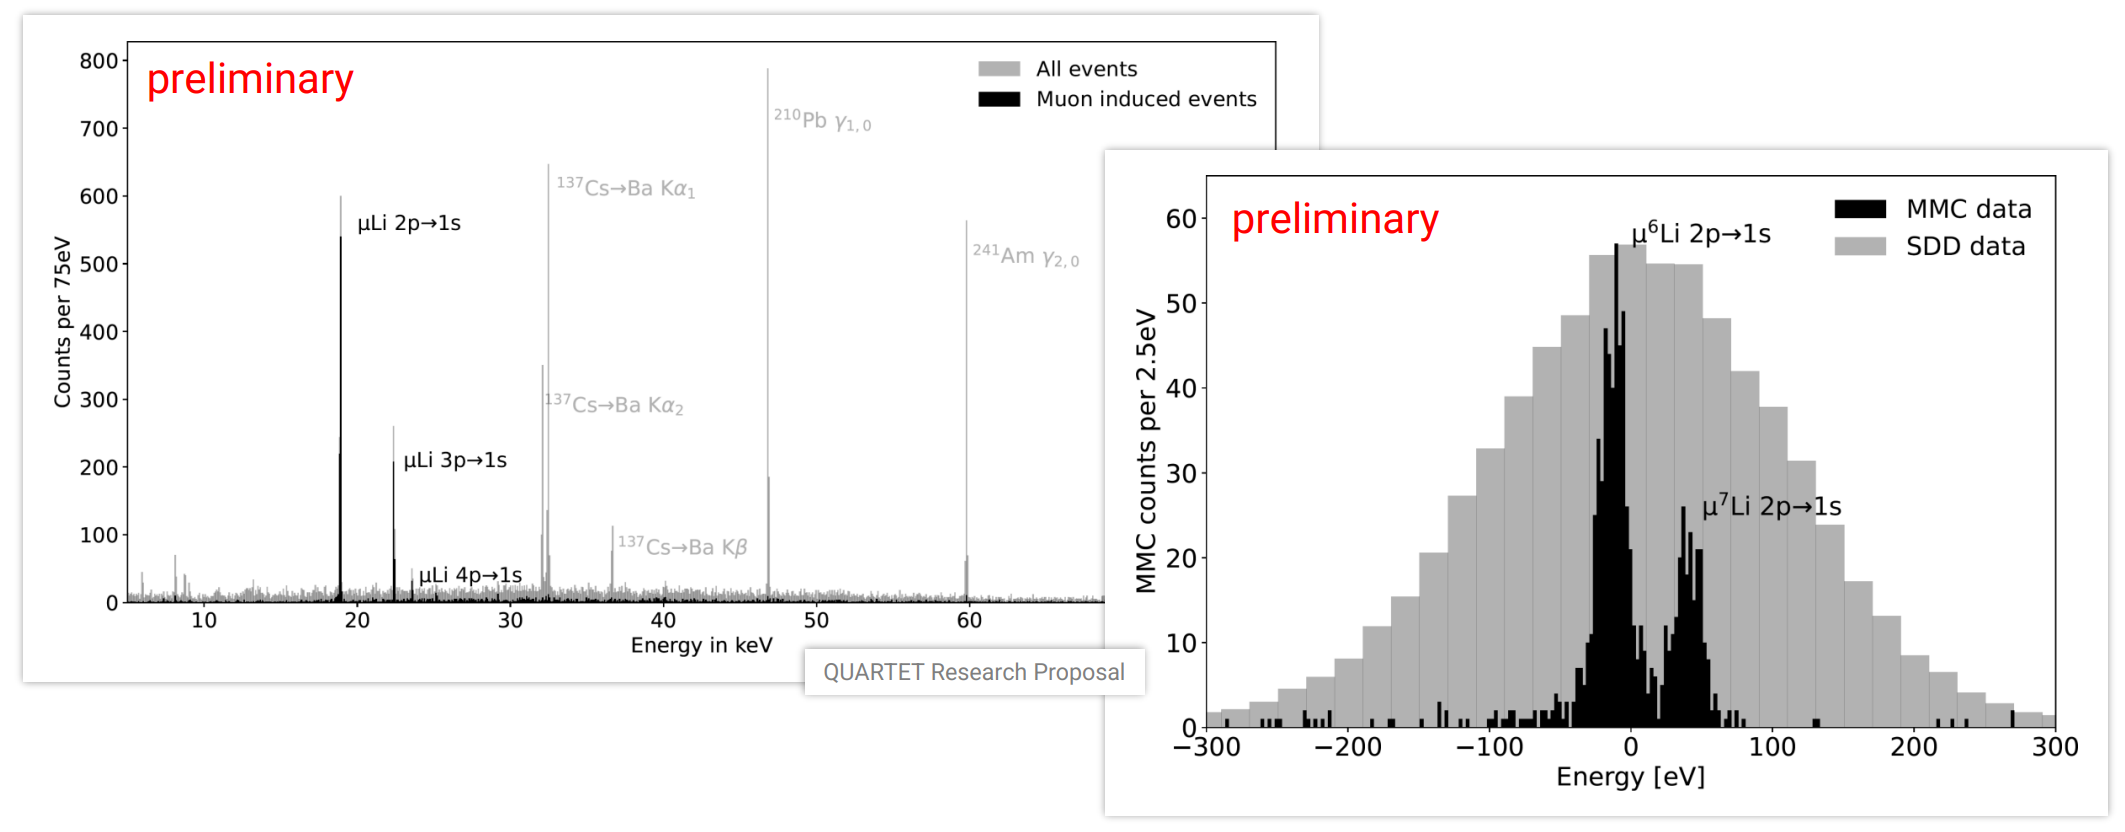 preliminary
All events
Muon induced events
800
700
600
500
400
300
200
100
0
Counts per 75eV
²¹⁰Pb γ₁,₀
¹³⁷Cs→Ba Kα₁
μLi 2p→1s
²⁴¹Am γ₂,₀
¹³⁷Cs→Ba Kα₂
μLi 3p→1s
¹³⁷Cs→Ba Kβ
μLi 4p→1s
10 20 30 40 50 60
Energy in keV
QUARTET Research Proposal
preliminary
MMC data
SDD data
60
50
40
30
20
10
0
MMC counts per 2.5eV
μ⁶Li 2p→1s
μ⁷Li 2p→1s
−300 −200 −100 0 100 200 300
Energy [eV]